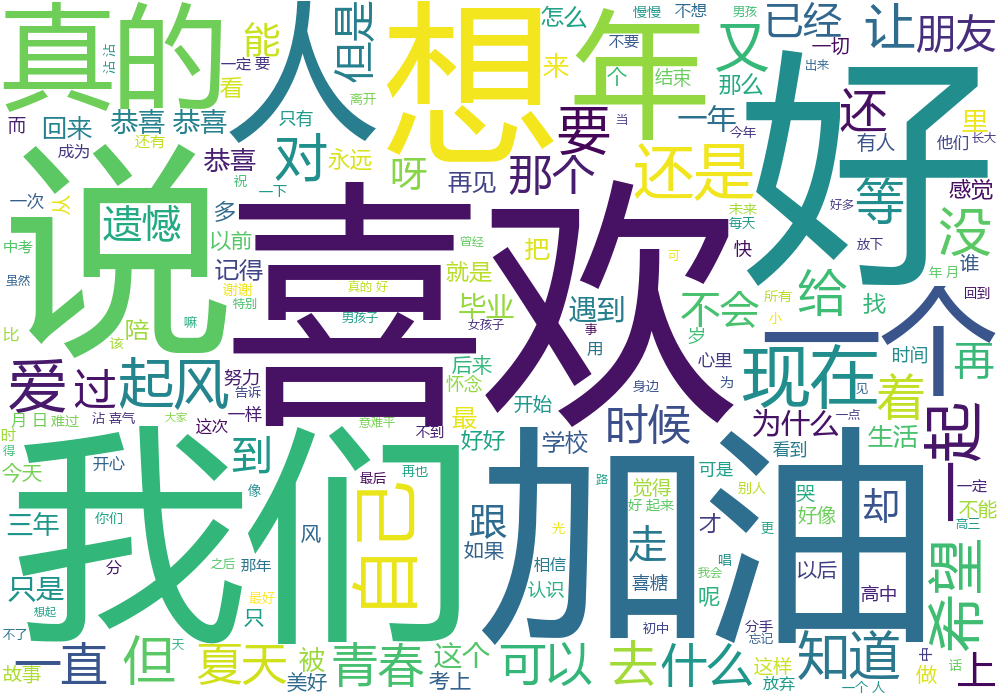 真的
人
但是
想
怎么
慢慢
不想
男孩
年
不要
又
已经
一切
让
朋友
沾沾
能
一定 要
看
来
个
结束
那么
出来
好
而
回来
恭喜 恭喜
只有
离开
要
当
一年
今年
还
里
有人
他们
长大
成为
还有
恭喜
对
永远
呀
再见
那个
还是
感觉
说
祝
一下
喜欢
一次
从
遗憾
多
未来
每天
好多
等
没
中考
以前
曾经
把
可
快
放下
谁
虽然
记得
就是
年 月
谢谢
真的 好
特别
毕业
遇到
不会
所有
给
找
回到
一个
比
该
陪
嘛
男孩子
女孩子
事
用
岁
小
现在
时间
再
爱
过
起风
努力
告诉
后来
怀念
心里
为
身边
见
着
月 日
难过
沾 喜气
大家
一样
这次
意难平
不到
最
开始
时候
为什么
一点
一起
时
得
到
好好
学校
看到
生活
今天
开心
像
最后
再也
路
觉得
可是
别人
哭
一定
不能
我们
自己
加油
三年
你们
风
跟
光
好 起来
才
更
好像
却
高三
分
之后
那年
如果
相信
走
唱
只是
最好
只
认识
喜糖
我会
呢
以后
高中
希望
想起
不了
天
初中
分手
忘记
故事
一直
但
夏天
美好
被
青春
这个
考上
可以
去
什么
这样
放弃
知道
一个 人
中
做
话
上